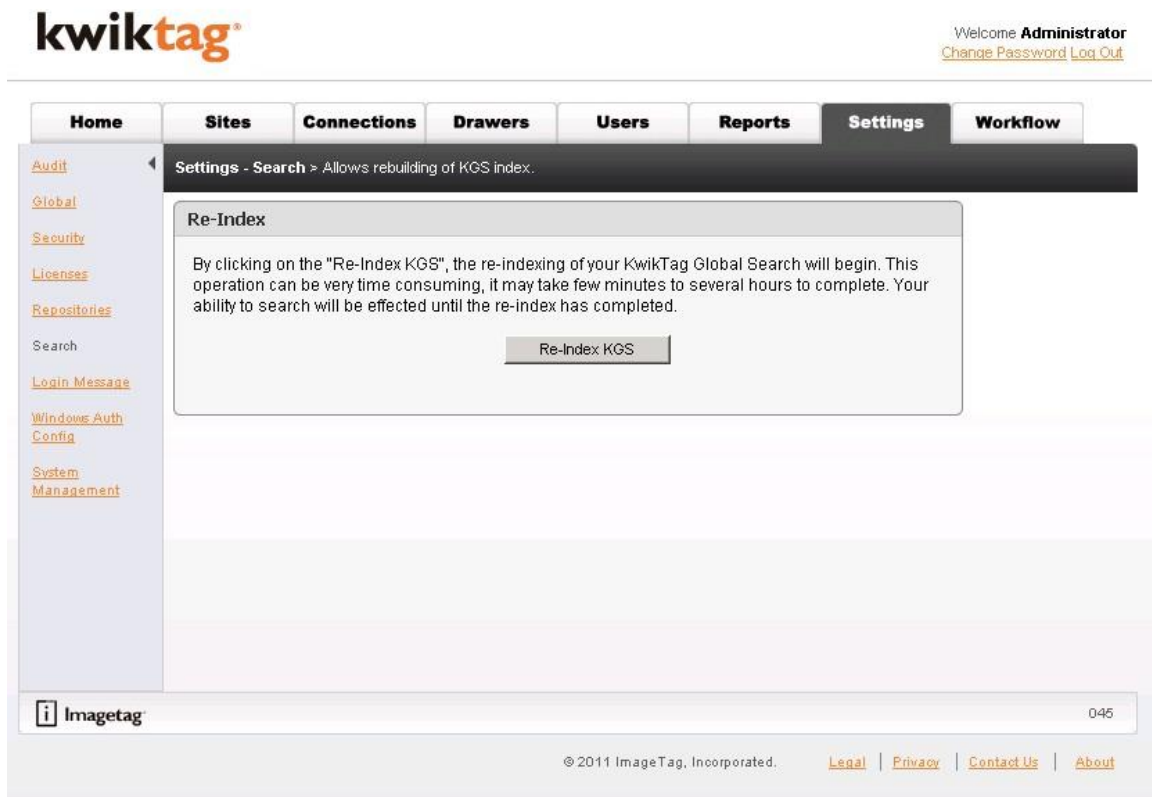 kwiktag®
Welcome Administrator
Change Password Log Out
Home Sites Connections Drawers Users Reports Settings Workflow
Audit
Global
Security
Licenses
Repositories
Search
Login Message
Windows Auth
Config
System
Management
Settings - Search > Allows rebuilding of KGS index.
Re-Index
By clicking on the "Re-Index KGS", the re-indexing of your KwikTag Global Search will begin. This
operation can be very time consuming, it may take few minutes to several hours to complete. Your
ability to search will be effected until the re-index has completed.
Re-Index KGS
i Imagetag
045
© 2011 ImageTag, Incorporated. Legal | Privacy | Contact Us | About